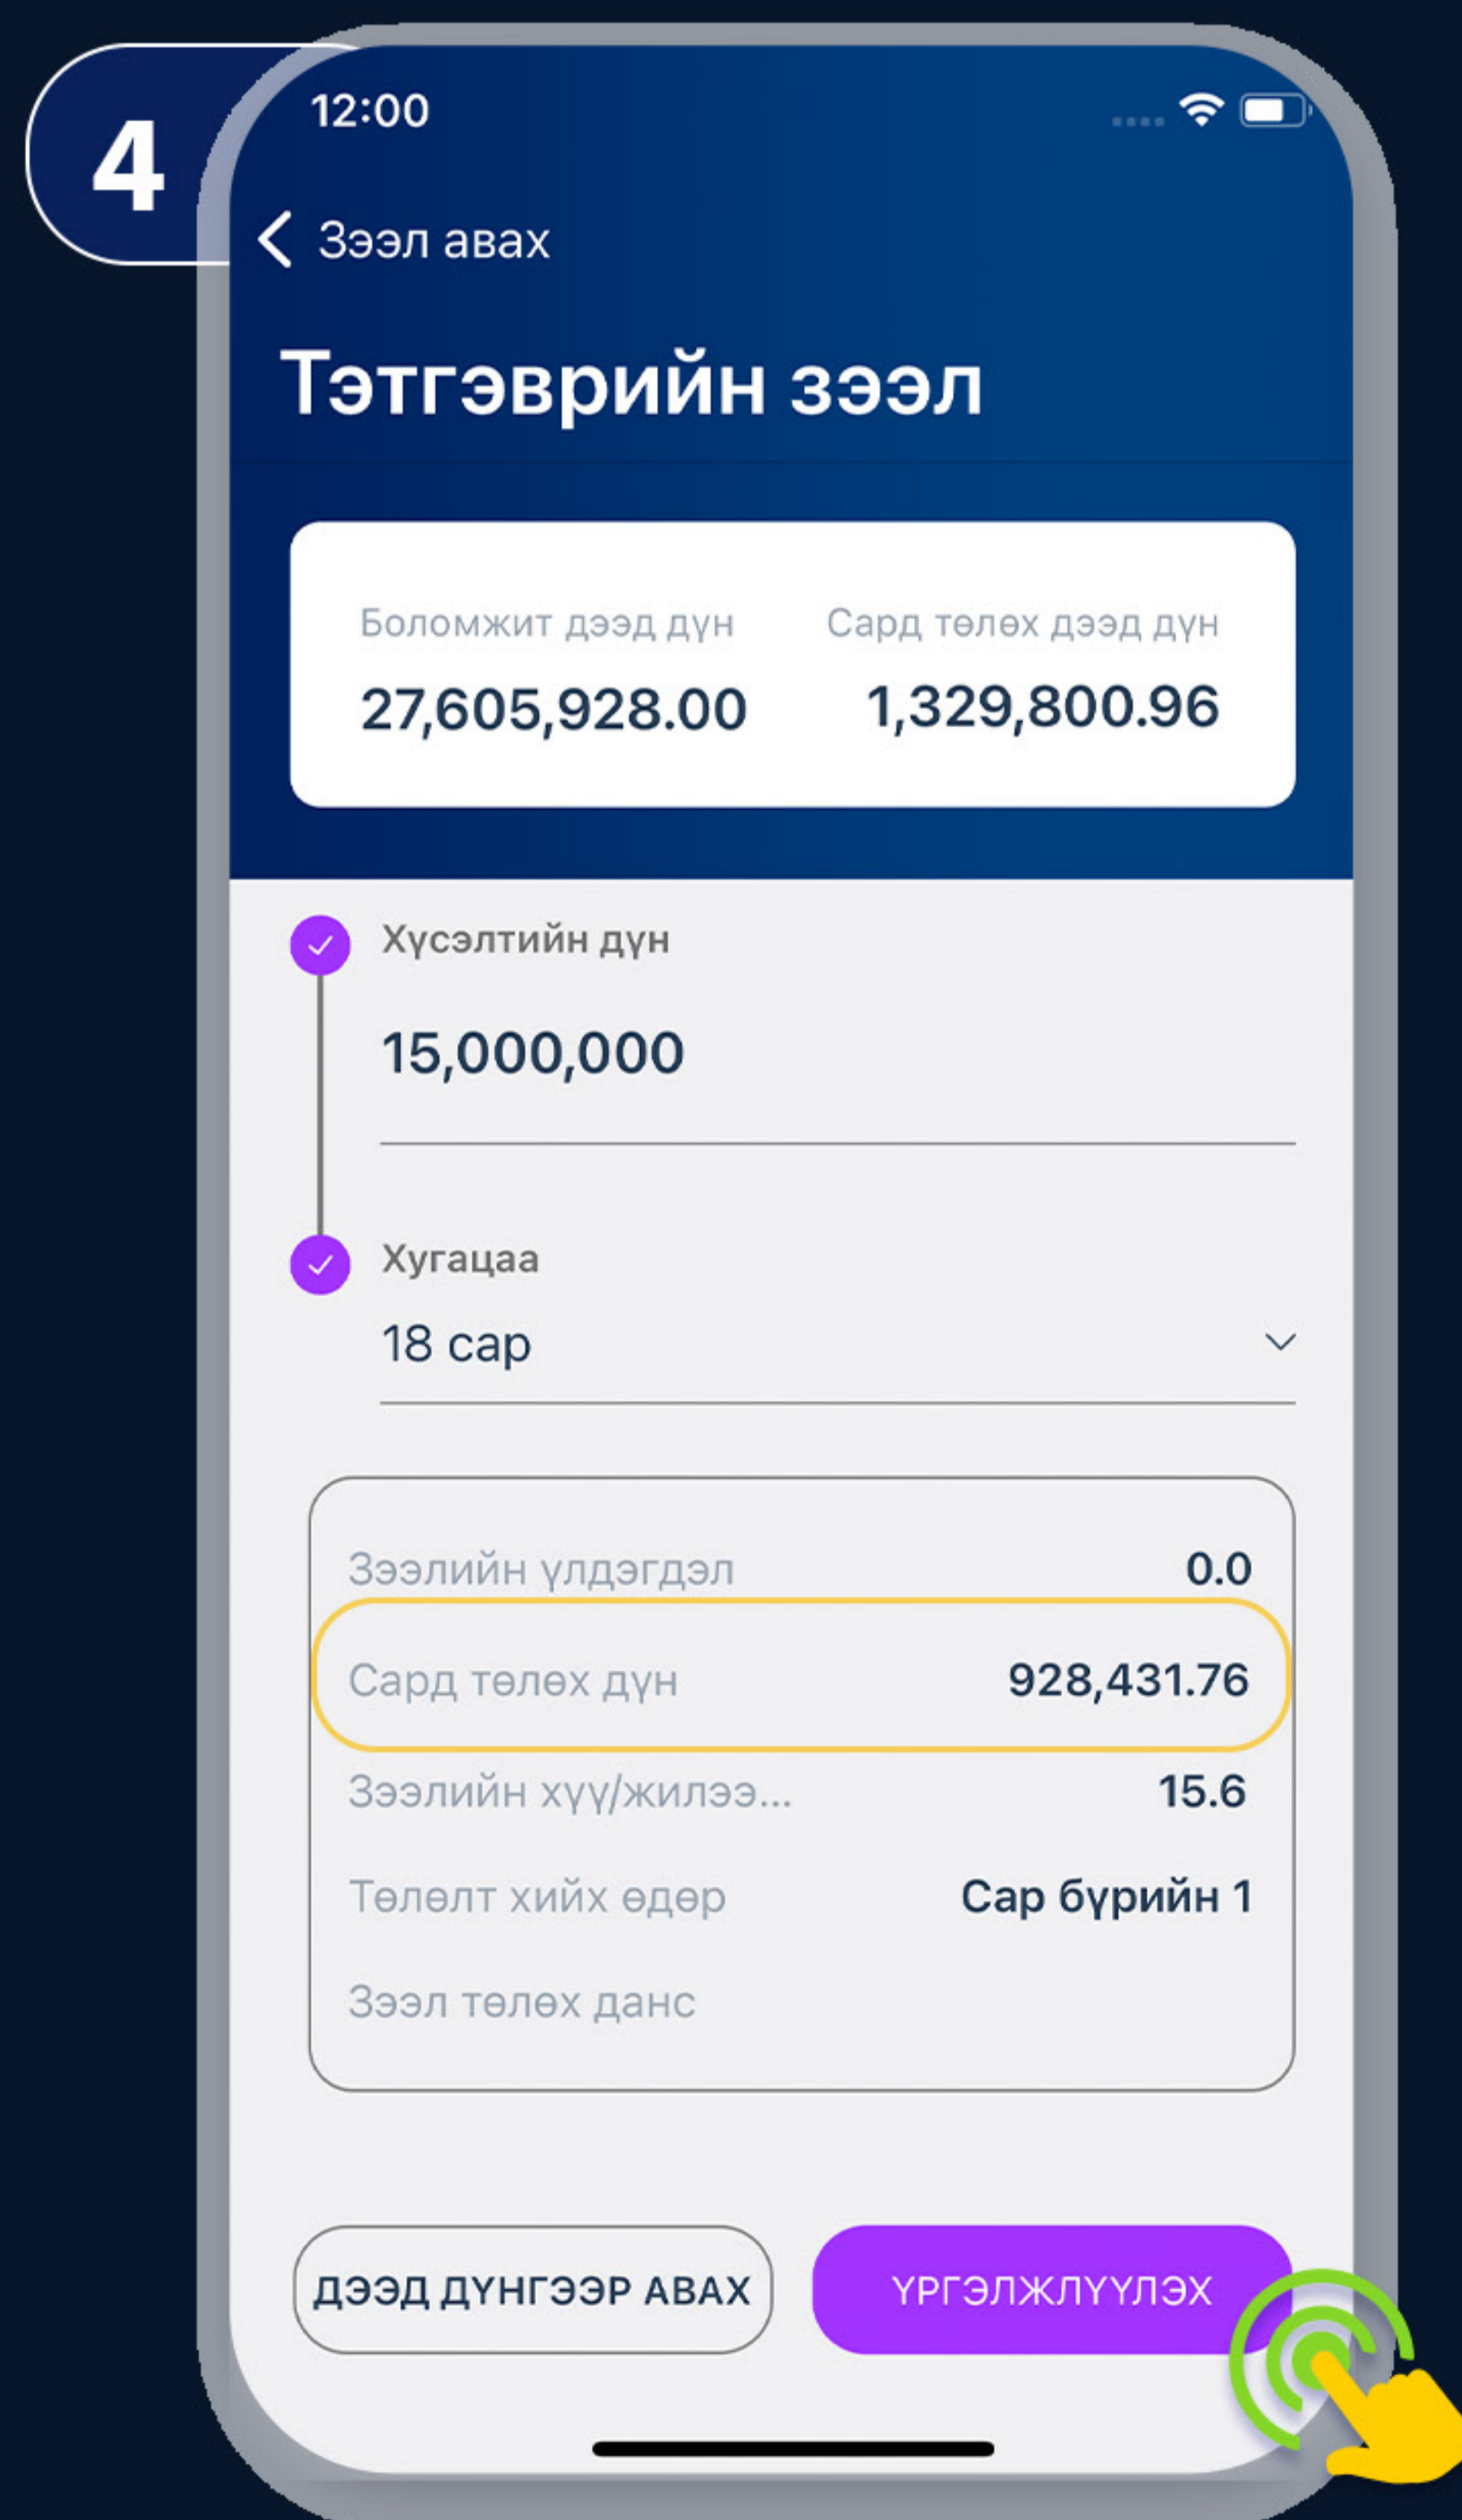 4
12:00
Зээл авах
Тэтгэврийн зээл
Боломжит дээд дүн
Сард төлөх дээд дүн
27,605,928.00
1,329,800.96
Хүсэлтийн дүн
15,000,000
Хугацаа
18 сар
Зээлийн үлдэгдэл 0.0
Сард төлөх дүн 928,431.76
Зээлийн хүү/жилээ... 15.6
Төлөлт хийх өдөр Сар бүрийн 1
Зээл төлөх данс
ДЭЭД ДҮНГЭЭР АВАХ
ҮРГЭЛЖЛҮҮЛЭХ